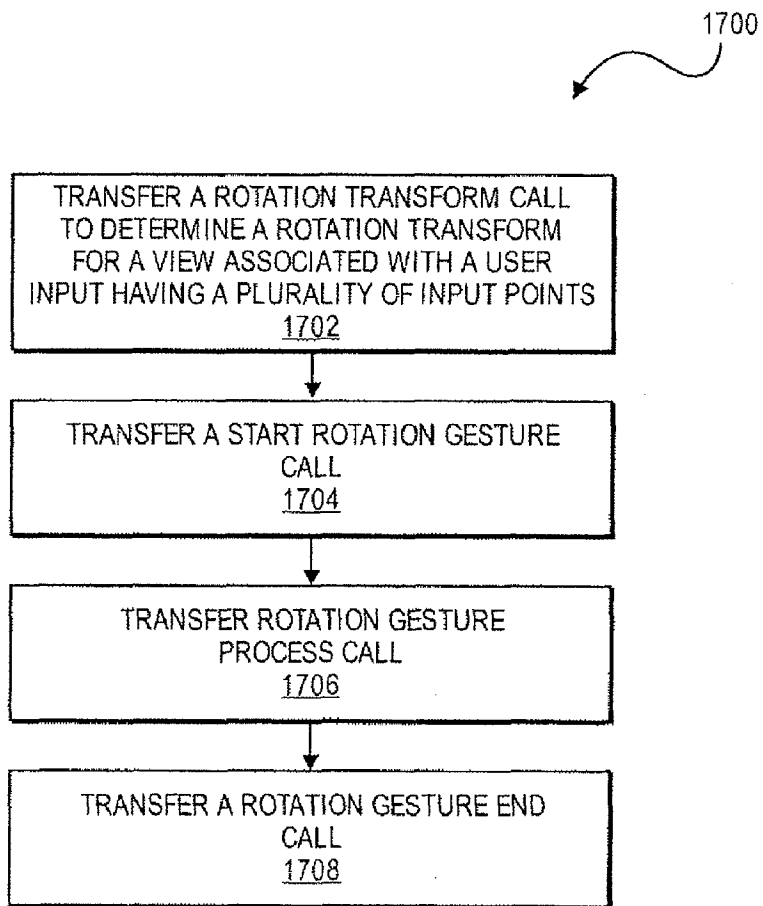 1700
TRANSFER A ROTATION TRANSFORM CALL
TO DETERMINE A ROTATION TRANSFORM
FOR A VIEW ASSOCIATED WITH A USER
INPUT HAVING A PLURALITY OF INPUT POINTS
1702
TRANSFER A START ROTATION GESTURE
CALL
1704
TRANSFER ROTATION GESTURE
PROCESS CALL
1706
TRANSFER A ROTATION GESTURE END
CALL
1708